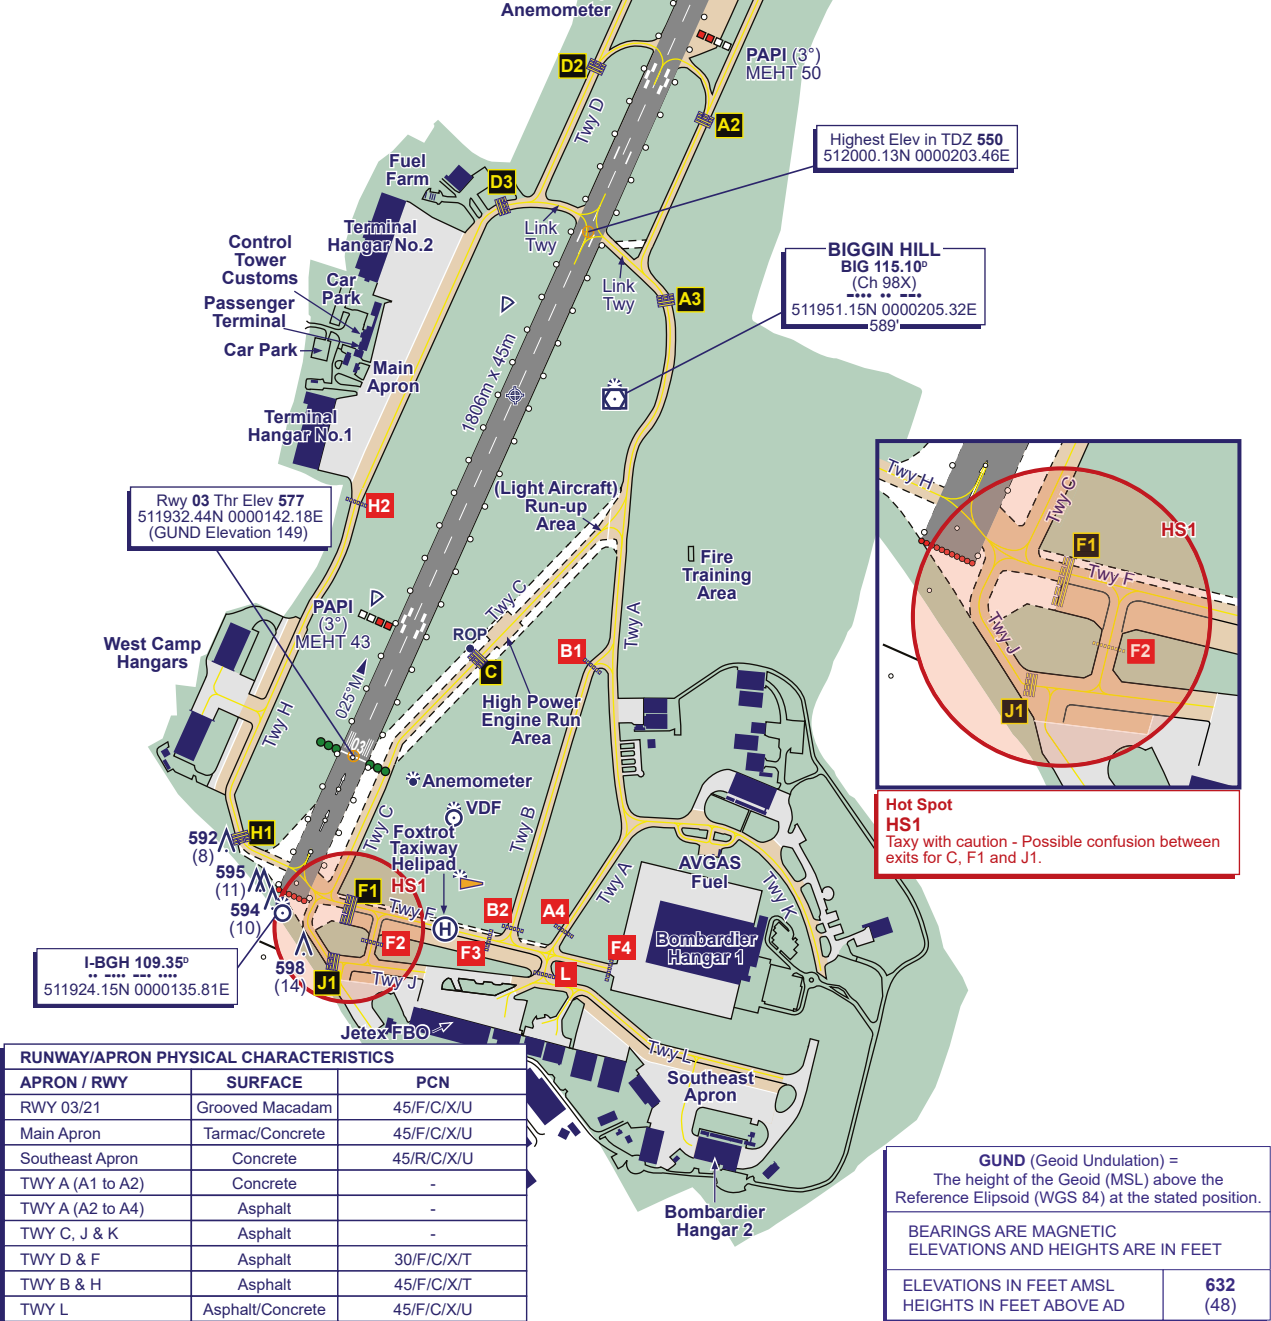 Anemometer
D2
PAPI (3°)
MEHT 50
Twy D
A2
Highest Elev in TDZ 550
512000.13N 0000203.46E
Fuel
Farm
D3
Link
Twy
Terminal
Hangar No.2
Control
Tower
Customs
Car
Park
Passenger
Terminal
Car Park
Main
Apron
Terminal
Hangar No.1
Link
Twy
A3
BIGGIN HILL
BIG 115.10D
(Ch 98X)
511951.15N 0000205.32E
589'
1806m x 45m
Rwy 03 Thr Elev 577
511932.44N 0000142.18E
(GUND Elevation 149)
H2
(Light Aircraft)
Run-up
Area
Fire
Training
Area
Twy C
Twy A
PAPI
(3°)
MEHT 43
ROP
C
B1
High Power
Engine Run
Area
West Camp
Hangars
Twy H
025°M
03
Anemometer
VDF
Twy C
Foxtrot
Taxiway
Helipad
Twy B
592
(8)
H1
595
(11)
594
(10)
598
(14)
HS1
F1
Twy F
H
F2
F3
B2
A4
F4
L
J1
Twy J
Twy A
AVGAS
Fuel
Twy K
Bombardier
Hangar 1
I-BGH 109.35D
511924.15N 0000135.81E
Jetex FBO
Twy L
Southeast
Apron
Bombardier
Hangar 2
Twy H
Twy C
HS1
F1
Twy F
Twy J
F2
J1
Hot Spot
HS1
Taxy with caution - Possible confusion between
exits for C, F1 and J1.
RUNWAY/APRON PHYSICAL CHARACTERISTICS
APRON / RWY SURFACE PCN
RWY 03/21 Grooved Macadam 45/F/C/X/U
Main Apron Tarmac/Concrete 45/F/C/X/U
Southeast Apron Concrete 45/R/C/X/U
TWY A (A1 to A2) Concrete -
TWY A (A2 to A4) Asphalt -
TWY C, J & K Asphalt -
TWY D & F Asphalt 30/F/C/X/T
TWY B & H Asphalt 45/F/C/X/T
TWY L Asphalt/Concrete 45/F/C/X/U
GUND (Geoid Undulation) =
The height of the Geoid (MSL) above the
Reference Elipsoid (WGS 84) at the stated position.
BEARINGS ARE MAGNETIC
ELEVATIONS AND HEIGHTS ARE IN FEET
ELEVATIONS IN FEET AMSL 632
HEIGHTS IN FEET ABOVE AD (48)